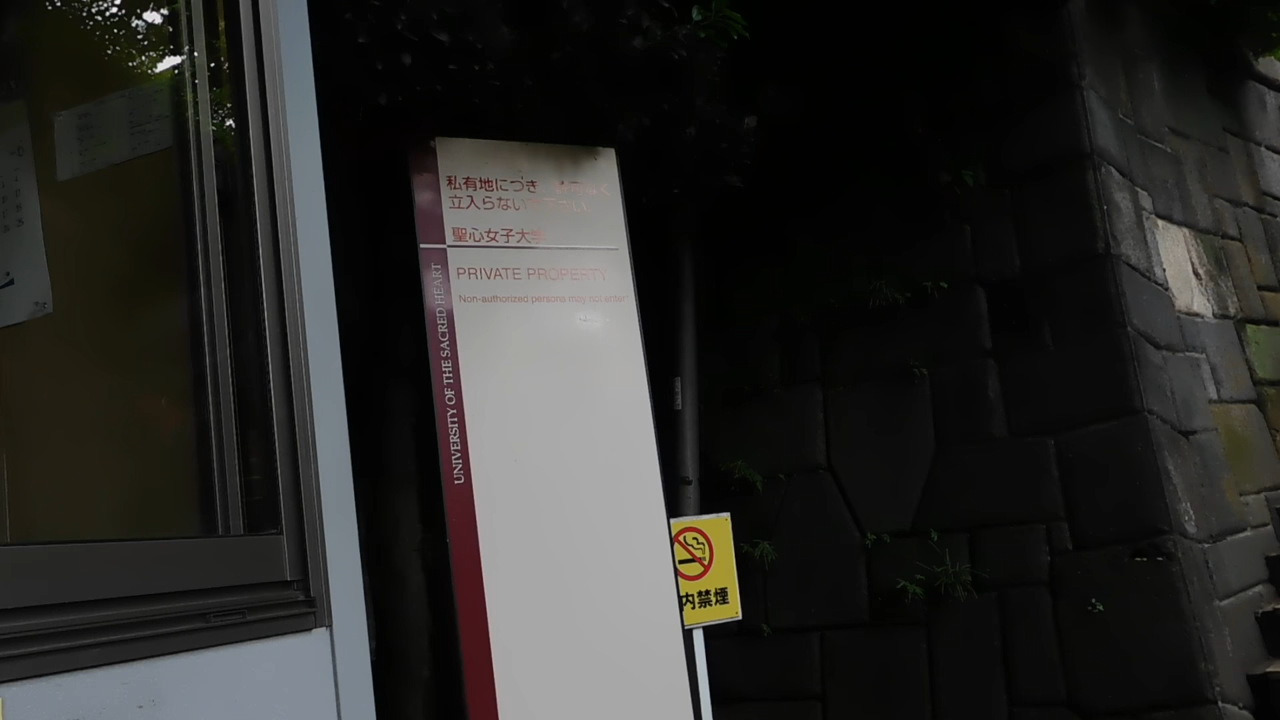 私有地につき
立入らない
聖心女子大学
PRIVATE PROPERTY
Non-authorized persons may not enter
UNIVERSITY OF THE SACRED HEART
内禁煙